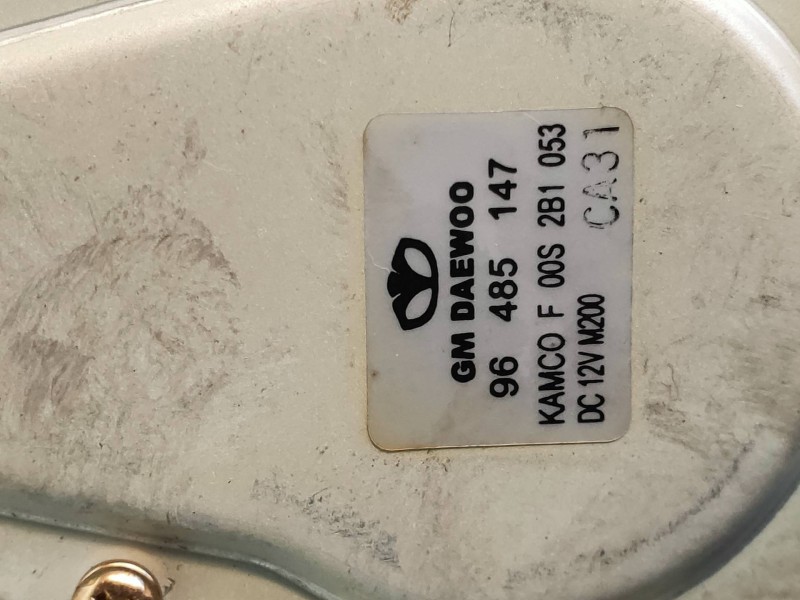 GM DAEWOO
96 485 147
KAMCO F 00S 2B1 053
DC 12V M200 CA31